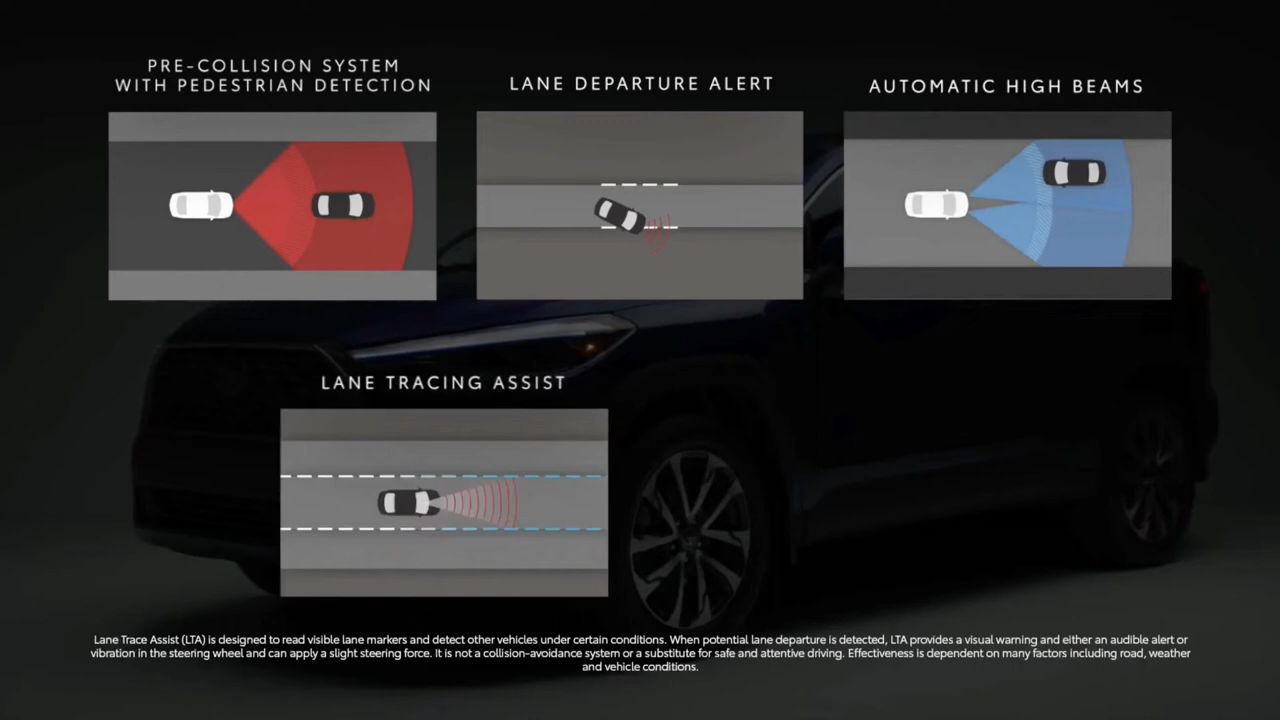 PRE-COLLISION SYSTEM
WITH PEDESTRIAN DETECTION
LANE DEPARTURE ALERT
AUTOMATIC HIGH BEAMS
LANE TRACING ASSIST
Lane Trace Assist (LTA) is designed to read visible lane markers and detect other vehicles under certain conditions. When potential lane departure is detected, LTA provides a visual warning and either an audible alert or
vibration in the steering wheel and can apply a slight steering force. It is not a collision-avoidance system or a substitute for safe and attentive driving. Effectiveness is dependent on many factors including road, weather
and vehicle conditions.